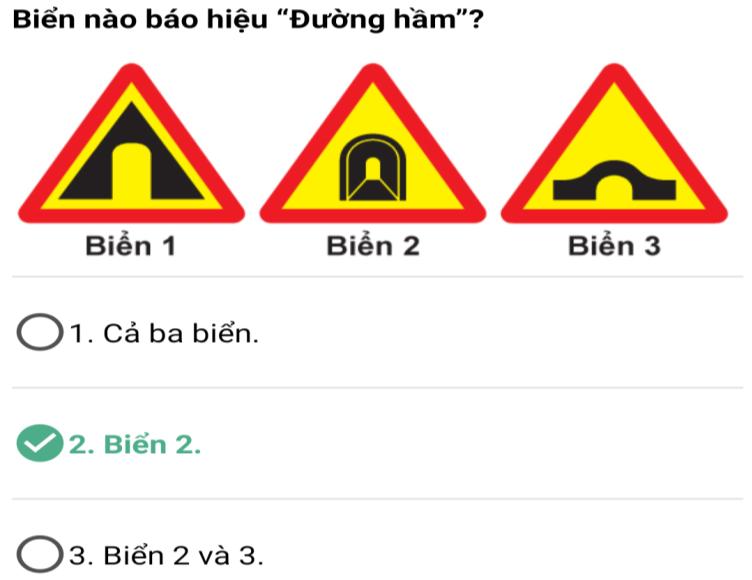 Biển nào báo hiệu “Đường hầm”?
Biển 1 Biển 2 Biển 3
1. Cả ba biển.
2. Biển 2.
3. Biển 2 và 3.